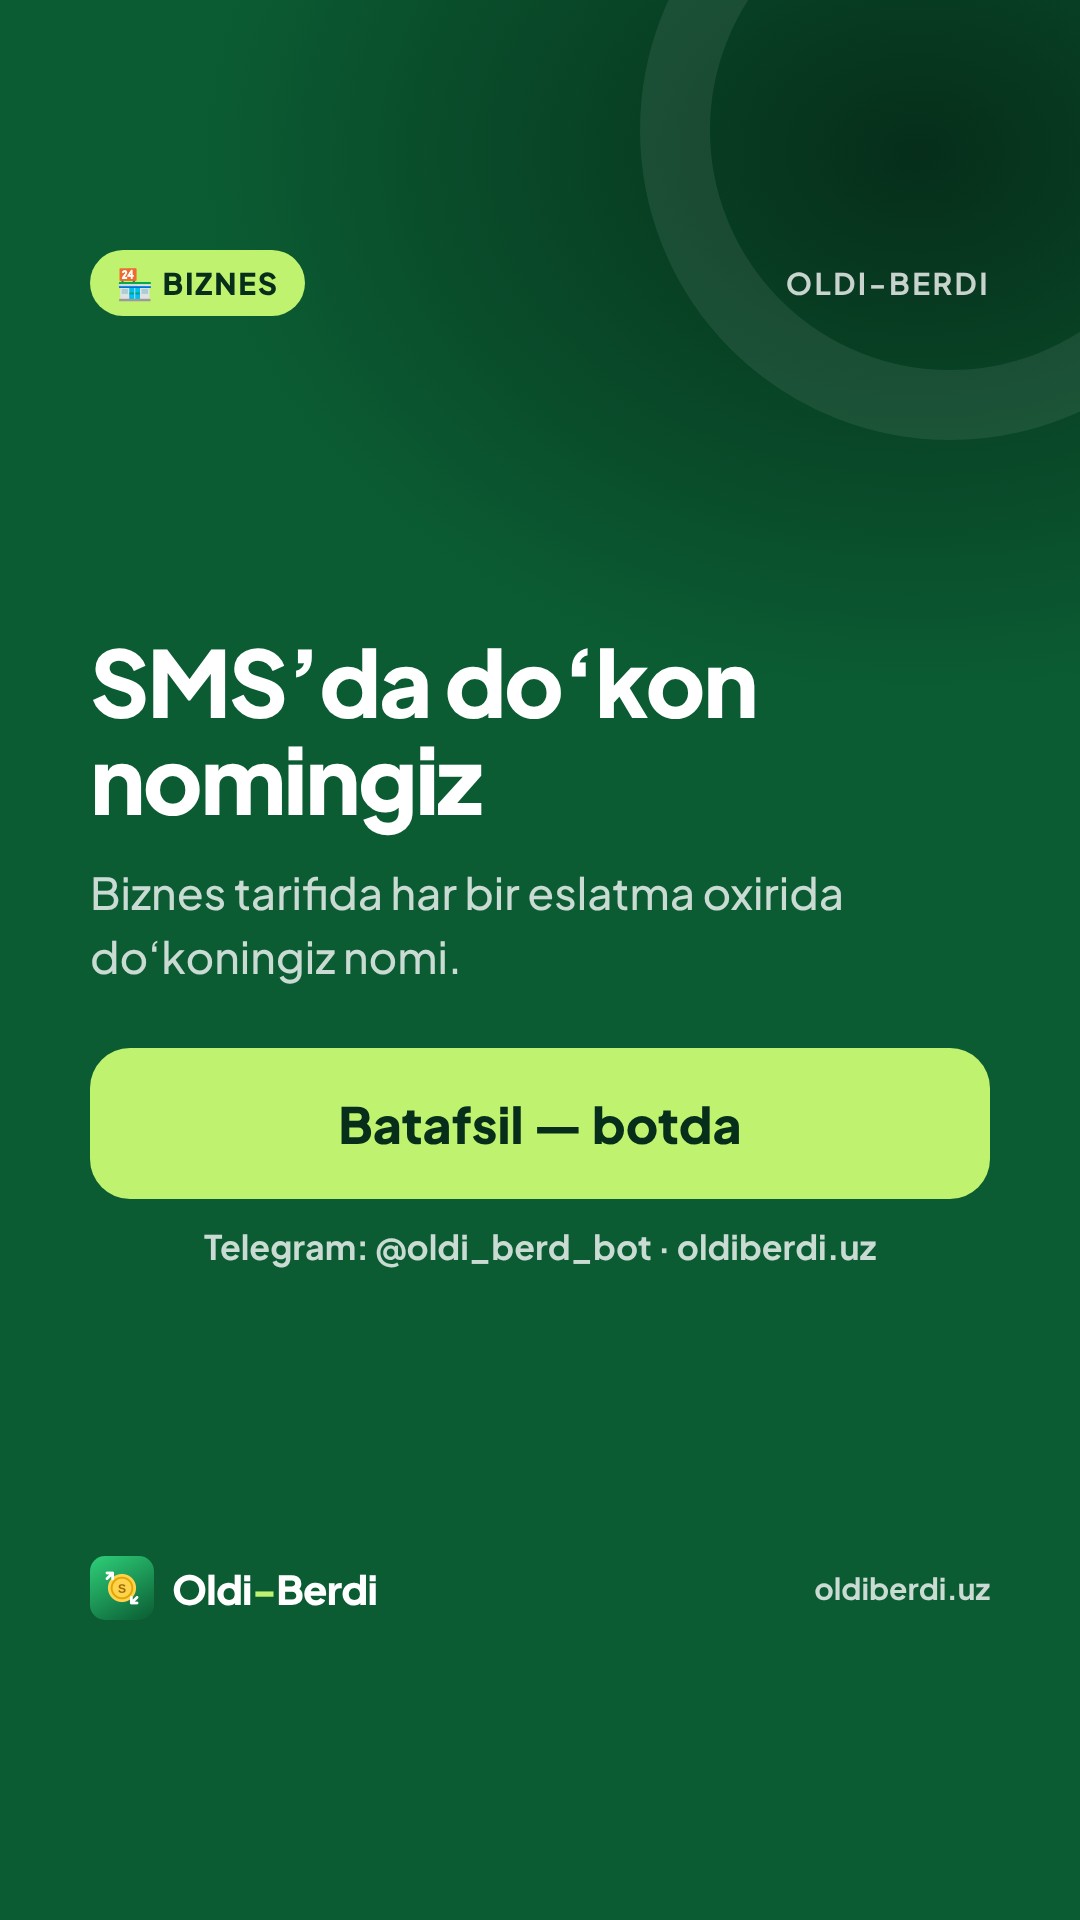 BIZNES
OLDI-BERDI
SMS’da do‘kon
nomingiz
Biznes tarifida har bir eslatma oxirida
do‘koningiz nomi.
Batafsil — botda
Telegram: @oldi_berd_bot · oldiberdi.uz
Oldi-Berdi
oldiberdi.uz